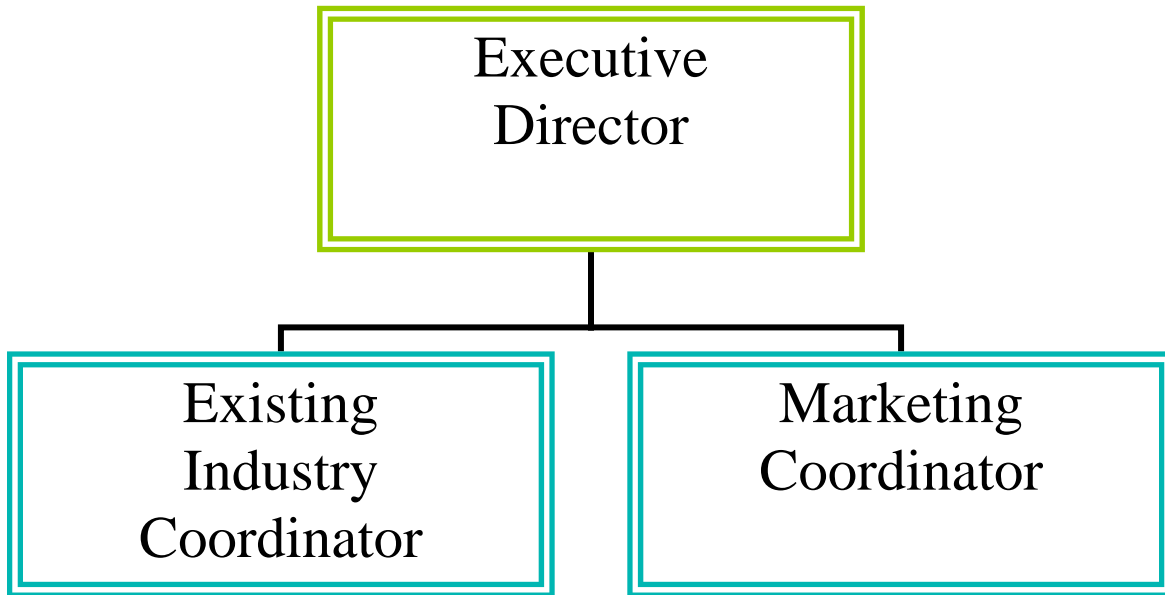 Executive
Director
Existing
Industry
Coordinator
Marketing
Coordinator